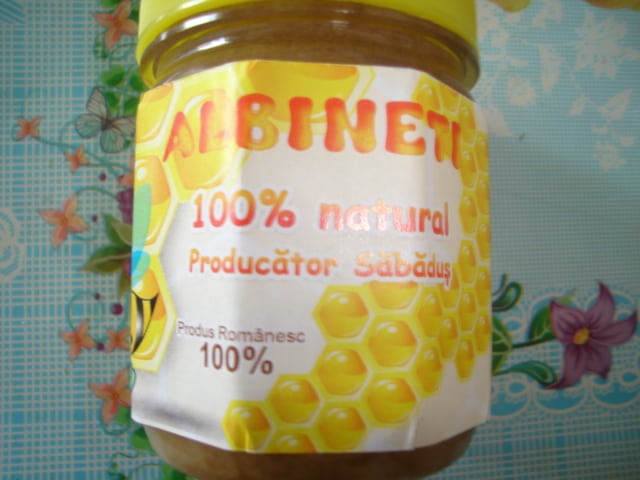 ALBINETI
100% natural
Producător Săbăduș
Produs Românesc
100%